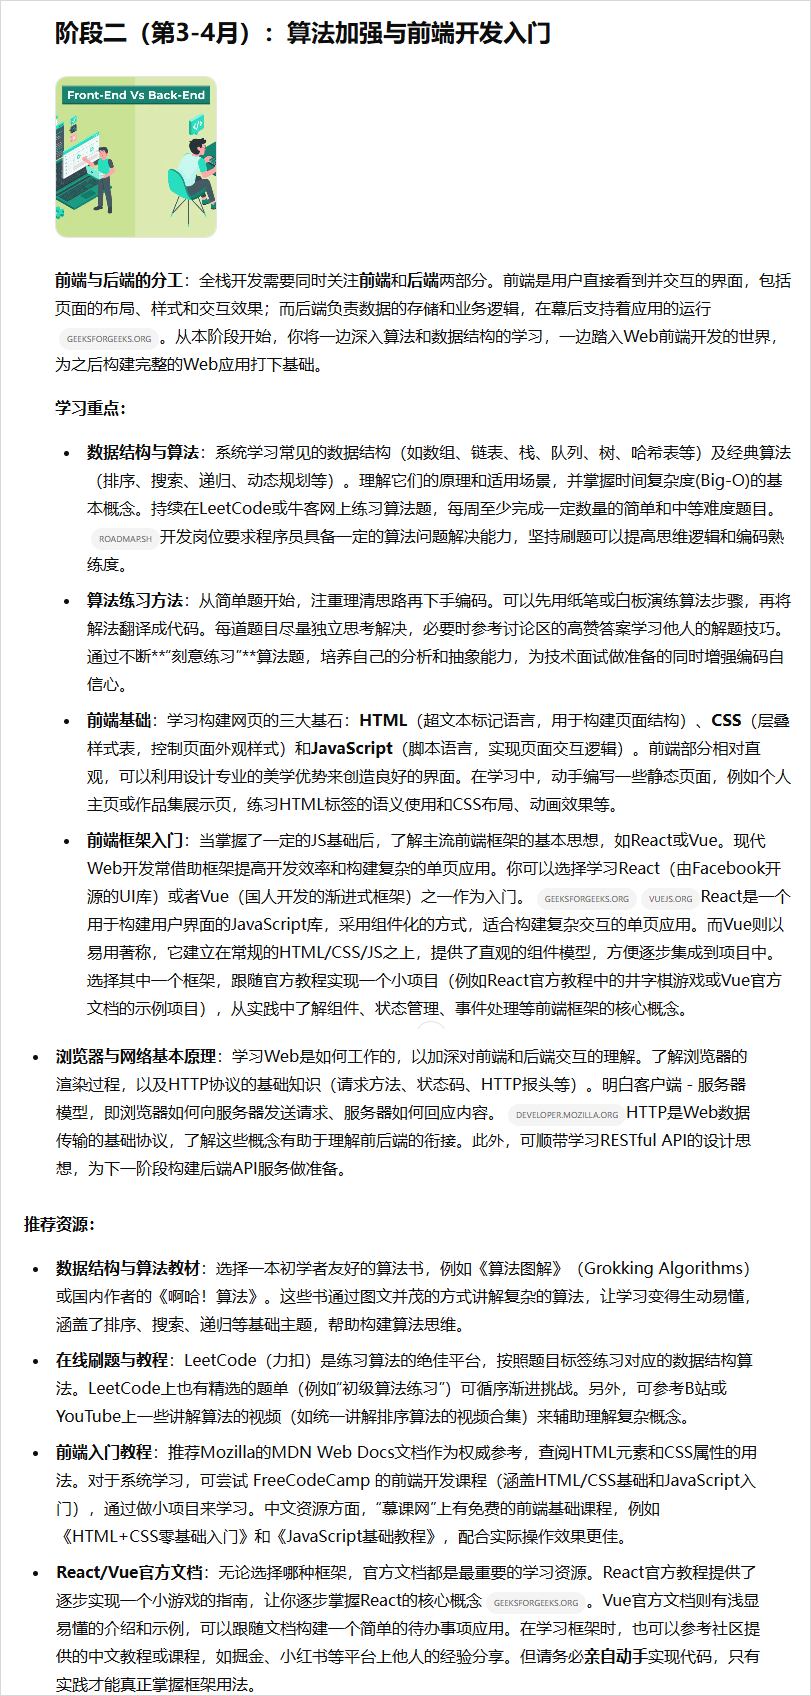 阶段二（第3-4月）：算法加强与前端开发入门
Front-End Vs Back-End
前端与后端的分工：全栈开发需要同时关注前端和后端两部分。前端是用户直接看到并交互的界面，包括
页面的布局、样式和交互效果；而后端负责数据的存储和业务逻辑，在幕后支持着应用的运行
GEEKSFORGEEKS.ORG 。从本阶段开始，你将一边深入算法和数据结构的学习，一边踏入Web前端开发的世界，
为之后构建完整的Web应用打下基础。
学习重点：
• 数据结构与算法：系统学习常见的数据结构（如数组、链表、栈、队列、树、哈希表等）及经典算法
（排序、搜索、递归、动态规划等）。理解它们的原理和适用场景，并掌握时间复杂度(Big-O)的基
本概念。持续在LeetCode或牛客网上练习算法题，每周至少完成一定数量的简单和中等难度题目。
ROADMAP.SH 开发岗位要求程序员具备一定的算法问题解决能力，坚持刷题可以提高思维逻辑和编码熟
练度。
• 算法练习方法：从简单题开始，注重理清思路再下手编码。可以先用纸笔或白板演练算法步骤，再将
解法翻译成代码。每道题目尽量独立思考解决，必要时参考讨论区的高赞答案学习他人的解题技巧。
通过不断**“刻意练习”**算法题，培养自己的分析和抽象能力，为技术面试做准备的同时增强编码自
信心。
• 前端基础：学习构建网页的三大基石：HTML（超文本标记语言，用于构建页面结构）、CSS（层叠
样式表，控制页面外观样式）和JavaScript（脚本语言，实现页面交互逻辑）。前端部分相对直
观，可以利用设计专业的美学优势来创造良好的界面。在学习中，动手编写一些静态页面，例如个人
主页或作品集展示页，练习HTML标签的语义使用和CSS布局、动画效果等。
• 前端框架入门：当掌握了一定的JS基础后，了解主流前端框架的基本思想，如React或Vue。现代
Web开发常借助框架提高开发效率和构建复杂的单页应用。你可以选择学习React（由Facebook开
源的UI库）或者Vue（国人开发的渐进式框架）之一作为入门。 GEEKSFORGEEKS.ORG VUEJS.ORG React是一个
用于构建用户界面的JavaScript库，采用组件化的方式，适合构建复杂交互的单页应用。而Vue则以
易用著称，它建立在常规的HTML/CSS/JS之上，提供了直观的组件模型，方便逐步集成到项目中。
选择其中一个框架，跟随官方教程实现一个小项目（例如React官方教程中的井字棋游戏或Vue官方
文档的示例项目），从实践中了解组件、状态管理、事件处理等前端框架的核心概念。
• 浏览器与网络基本原理：学习Web是如何工作的，以加深对前端和后端交互的理解。了解浏览器的
渲染过程，以及HTTP协议的基础知识（请求方法、状态码、HTTP报头等）。明白客户端 - 服务器
模型，即浏览器如何向服务器发送请求、服务器如何回应内容。 DEVELOPER.MOZILLA.ORG HTTP是Web数据
传输的基础协议，了解这些概念有助于理解前后端的衔接。此外，可顺带学习RESTful API的设计思
想，为下一阶段构建后端API服务做准备。
推荐资源：
• 数据结构与算法教材：选择一本初学者友好的算法书，例如《算法图解》（Grokking Algorithms）
或国内作者的《啊哈！算法》。这些书通过图文并茂的方式讲解复杂的算法，让学习变得生动易懂，
涵盖了排序、搜索、递归等基础主题，帮助构建算法思维。
• 在线刷题与教程：LeetCode（力扣）是练习算法的绝佳平台，按照题目标签练习对应的数据结构算
法。LeetCode上也有精选的题单（例如“初级算法练习”）可循序渐进挑战。另外，可参考B站或
YouTube上一些讲解算法的视频（如统一讲解排序算法的视频合集）来辅助理解复杂概念。
• 前端入门教程：推荐Mozilla的MDN Web Docs文档作为权威参考，查阅HTML元素和CSS属性的用
法。对于系统学习，可尝试 FreeCodeCamp 的前端开发课程（涵盖HTML/CSS基础和JavaScript入
门），通过做小项目来学习。中文资源方面，“慕课网”上有免费的前端基础课程，例如
《HTML+CSS零基础入门》和《JavaScript基础教程》，配合实际操作效果更佳。
• React/Vue官方文档：无论选择哪种框架，官方文档都是最重要的学习资源。React官方教程提供了
逐步实现一个小游戏的指南，让你逐步掌握React的核心概念 GEEKSFORGEEKS.ORG 。Vue官方文档则有浅显
易懂的介绍和示例，可以跟随文档构建一个简单的待办事项应用。在学习框架时，也可以参考社区提
供的中文教程或课程，如掘金、小红书等平台上他人的经验分享。但请务必亲自动手实现代码，只有
实践才能真正掌握框架用法。